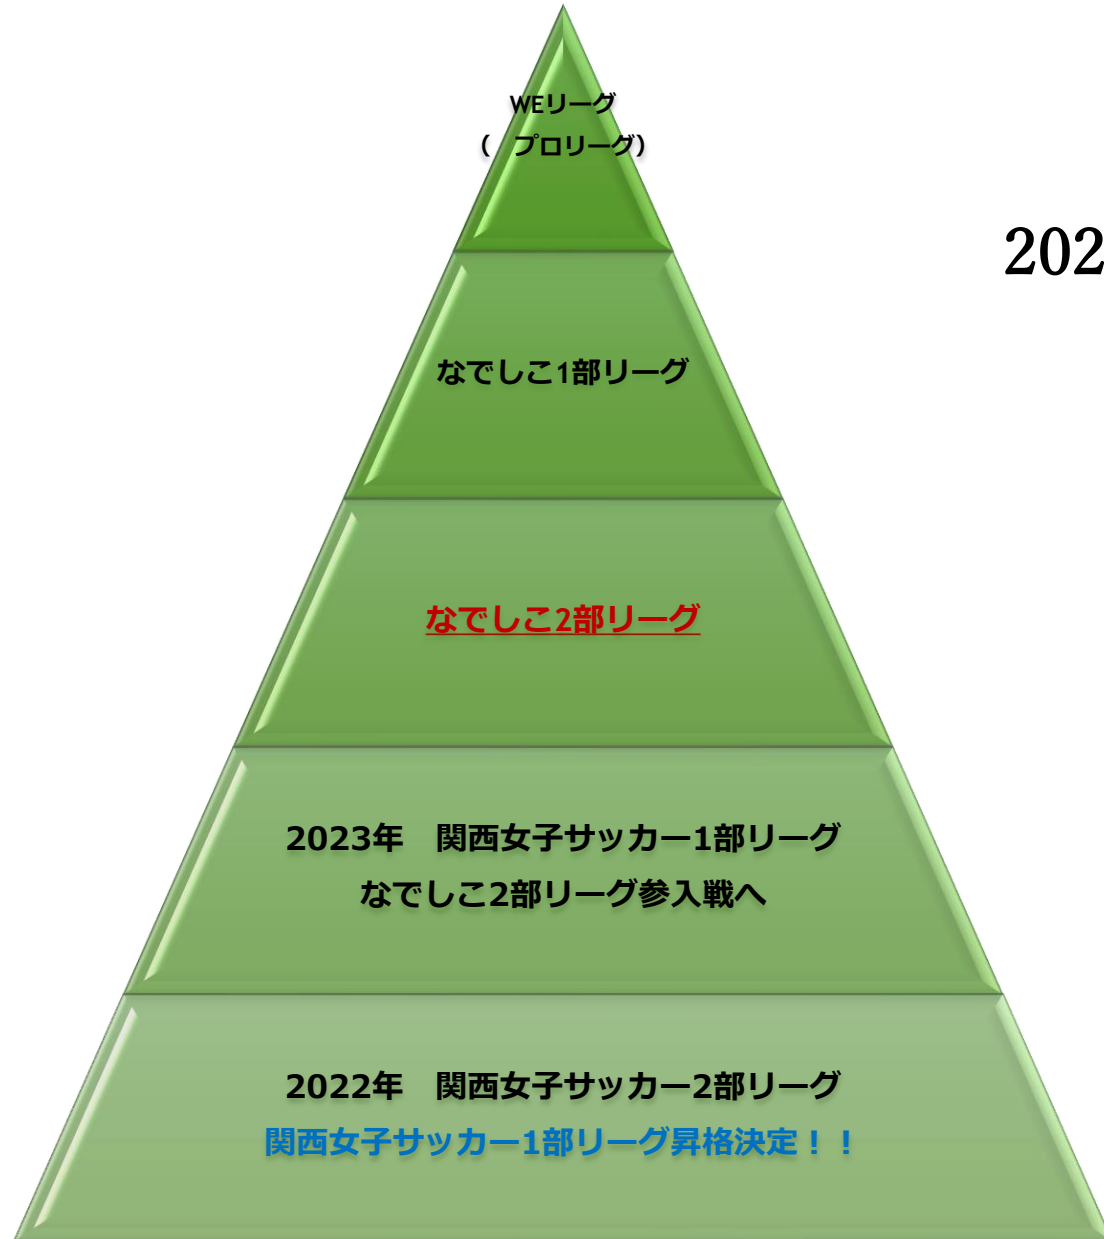 WEリーグ
（　プロリーグ）
202
なでしこ1部リーグ
なでしこ2部リーグ
2023年　関西女子サッカー1部リーグ
なでしこ2部リーグ参入戦へ
2022年　関西女子サッカー2部リーグ
関西女子サッカー1部リーグ昇格決定！！